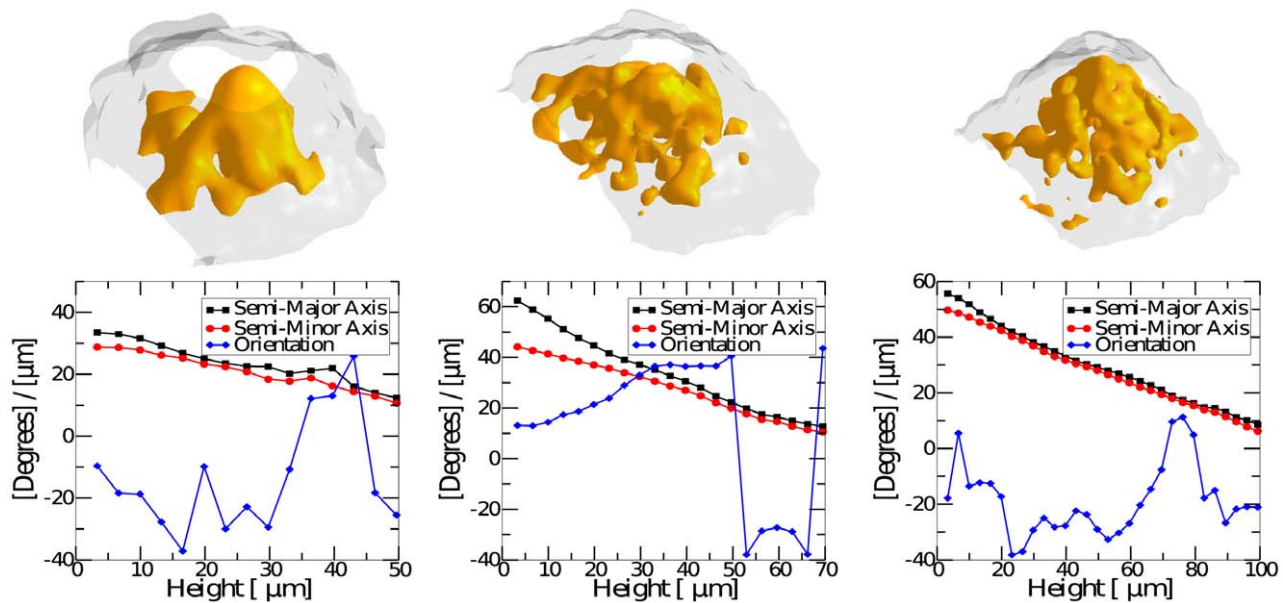 40
20
0
-20
-40
[Degrees] / [µm]
Semi-Major Axis
Semi-Minor Axis
Orientation
0 10 20 30 40 50
Height [ µm]
60
40
20
0
-20
-40
[Degrees] / [µm]
Semi-Major Axis
Semi-Minor Axis
Orientation
0 10 20 30 40 50 60 70
Height [ µm]
60
40
20
0
-20
-40
[Degrees] / [µm]
Semi-Major Axis
Semi-Minor Axis
Orientation
0 20 40 60 80 100
Height [ µm]